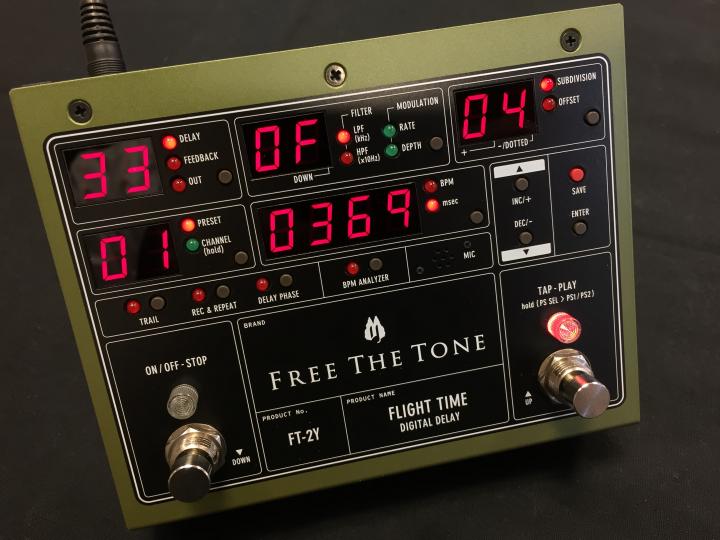 33
DELAY
FEEDBACK
OUT
0F
FILTER
LPF
(kHz)
HPF
(x10Hz)
DOWN
MODULATION
RATE
DEPTH
04
+
-/DOTTED
SUBDIVISION
OFFSET
01
PRESET
CHANNEL
(hold)
0369
BPM
msec
▲
INC/+
DEC/-
▼
SAVE
ENTER
TRAIL
REC & REPEAT
DELAY PHASE
BPM ANALYZER
MIC
ON / OFF - STOP
▼
DOWN
BRAND
FREE THE TONE
PRODUCT No.
FT-2Y
PRODUCT NAME
FLIGHT TIME
DIGITAL DELAY
TAP - PLAY
hold (PS SEL > PS1/PS2)
▲
UP